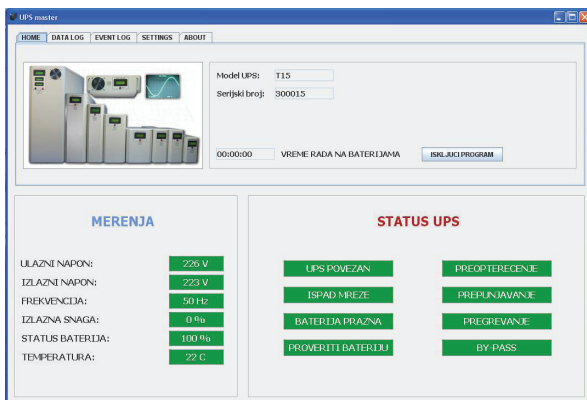 UPS master
HOME DATA LOG EVENT LOG SETTINGS ABOUT
Model UPS: T15
Serijski broj: 300015
00:00:00 VREME RADA NA BATERIJAMA ISKLJUCI PROGRAM
MERENJA
ULAZNI NAPON: 226 V
IZLAZNI NAPON: 223 V
FREKVENCIJA: 50 Hz
IZLAZNA SNAGA: 0 %
STATUS BATERIJA: 100 %
TEMPERATURA: 22 C
STATUS UPS
UPS POVEZAN PREOPTERECENJE
ISPAD MREZE PREPUNJAVANJE
BATERIJA PRAZNA PREGREVANJE
PROVERITI BATERIJU BY-PASS